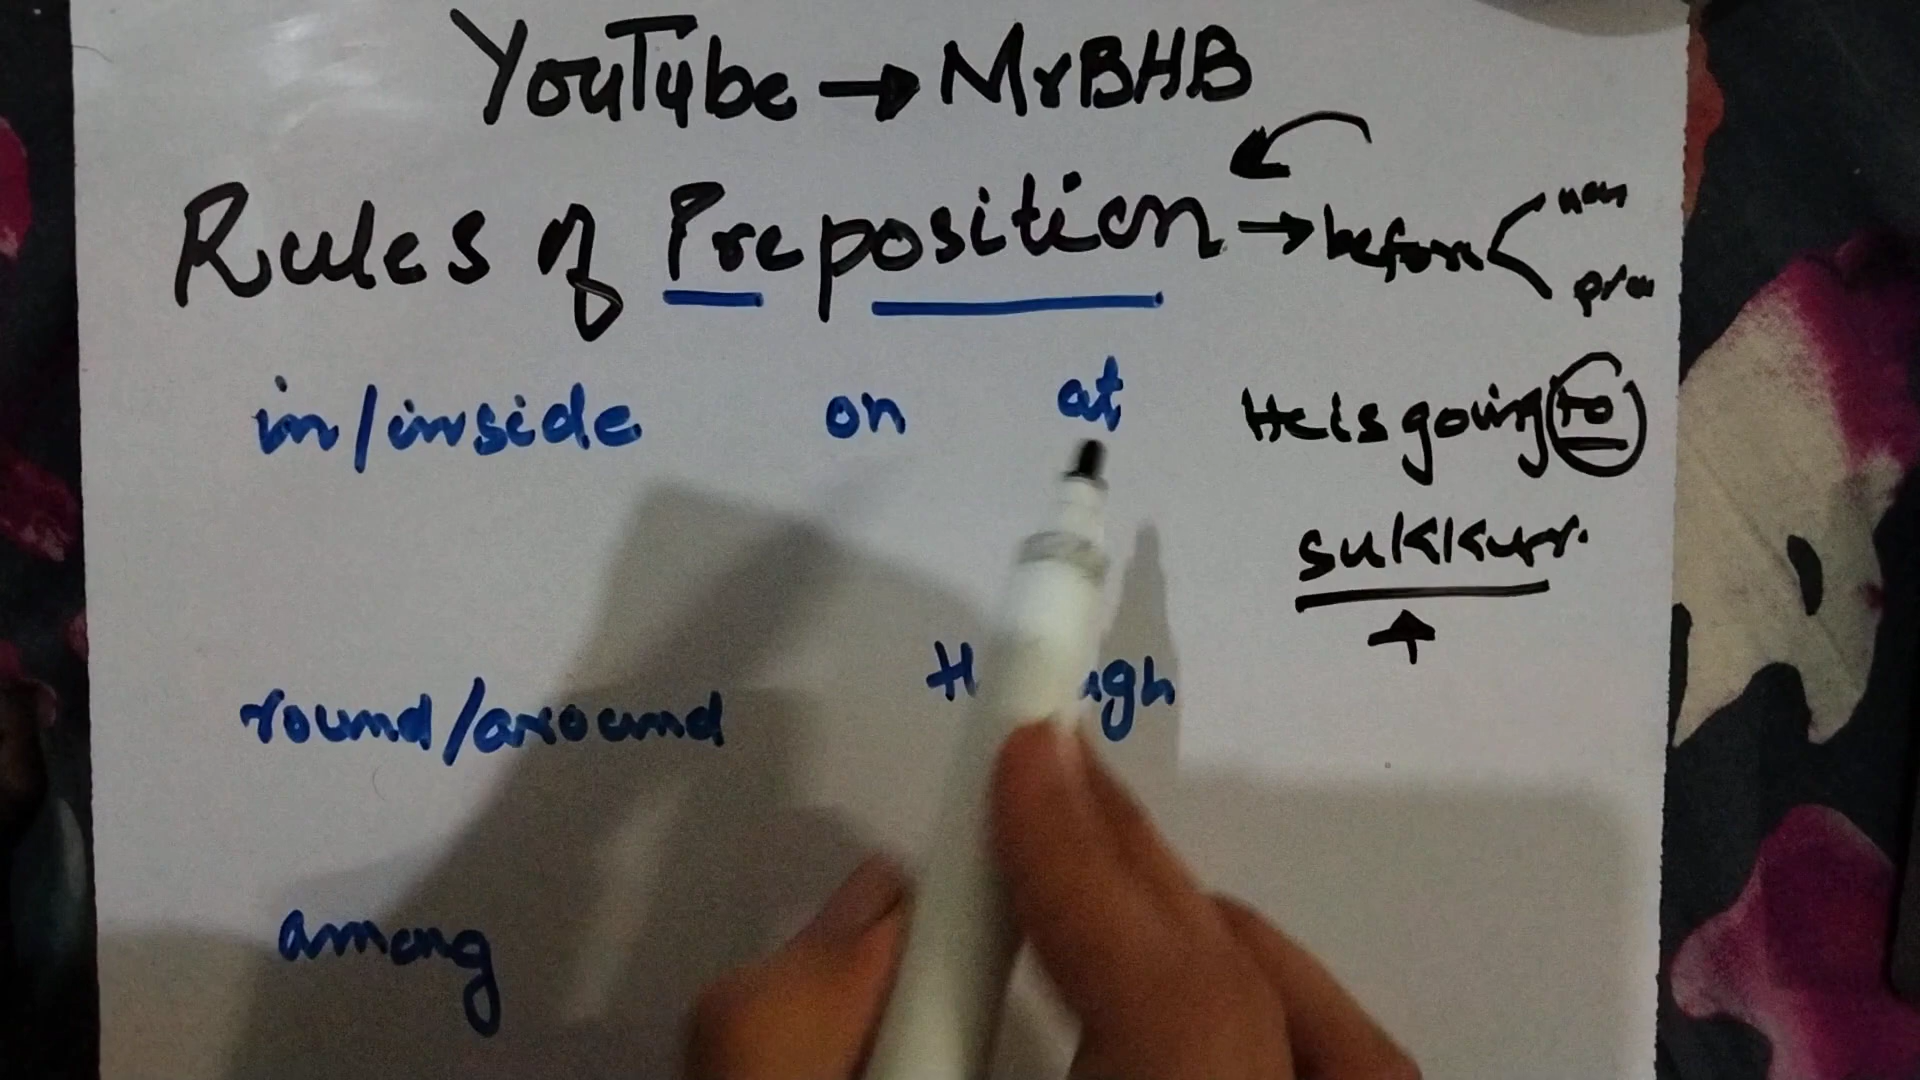 YouTube → MrBHB
Rules of Preposition → before
in/inside on at
He is going to
sukkur.
round/around
among